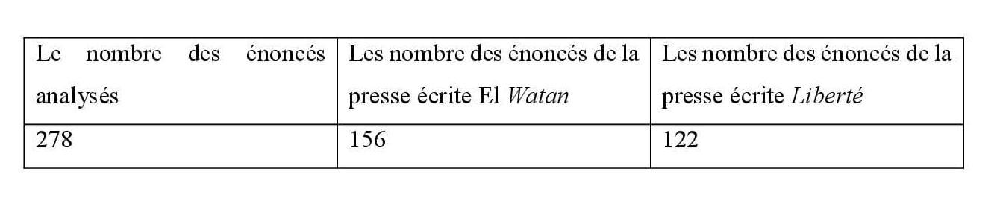 Le nombre des énoncés
analysés
Les nombre des énoncés de la
presse écrite El Watan
Les nombre des énoncés de la
presse écrite Liberté
278
156
122